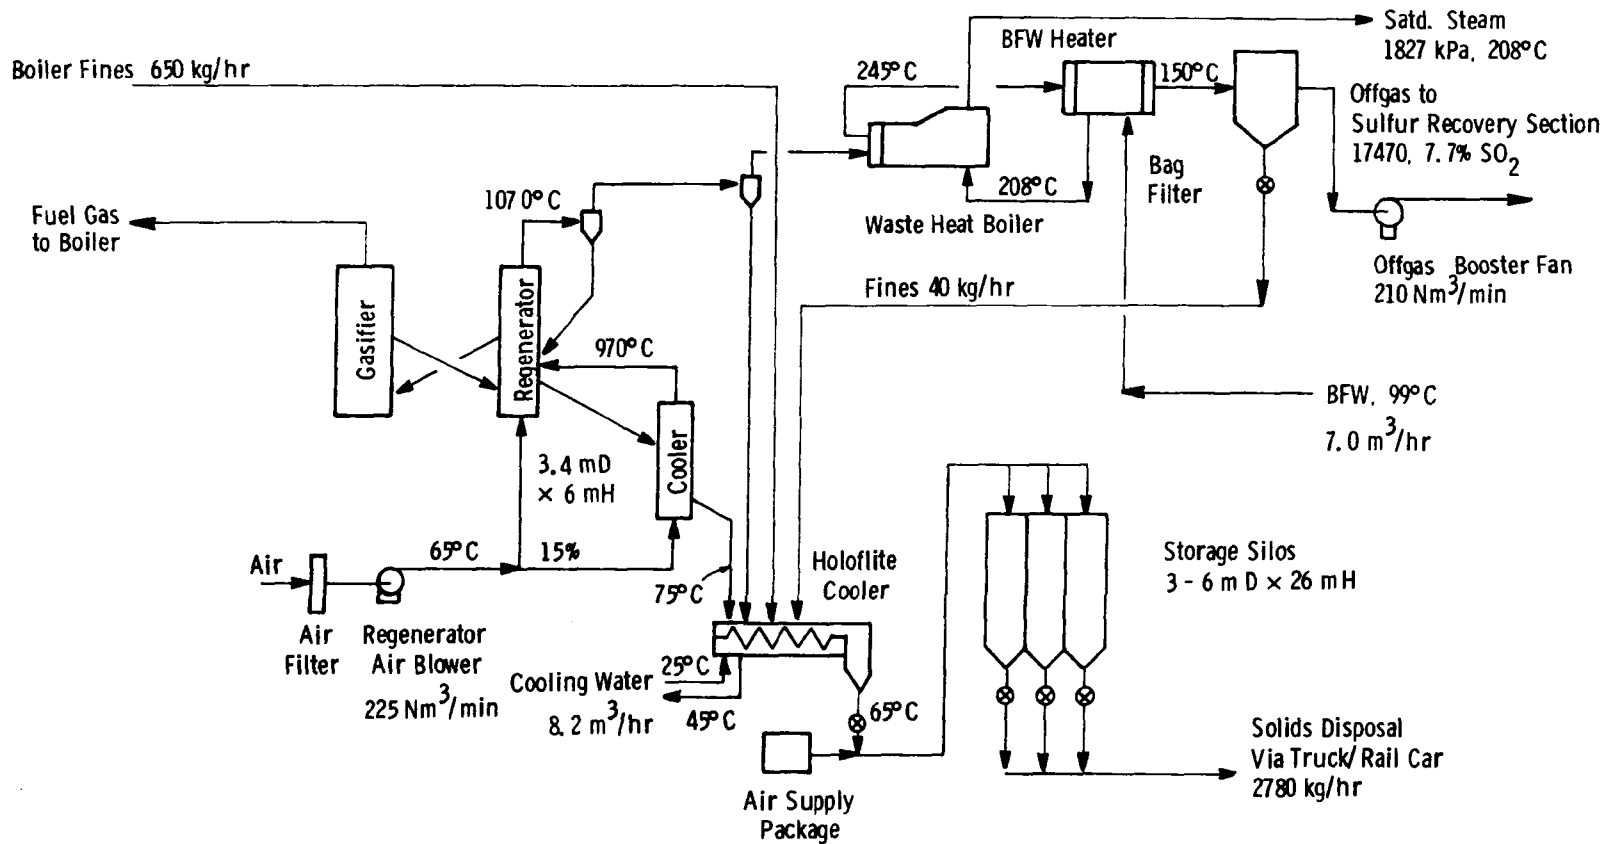 Satd. Steam
1827 kPa, 208°C
BFW Heater
Boiler Fines 650 kg/hr
245°C
150°C
Offgas to
Sulfur Recovery Section
17470, 7.7% SO2
Bag
Filter
208°C
1070°C
Waste Heat Boiler
Fuel Gas
to Boiler
Offgas Booster Fan
210 Nm3/min
Fines 40 kg/hr
Gasifier
Regenerator
970°C
BFW, 99°C
7.0 m3/hr
Cooler
3.4 mD
× 6 mH
Air
65°C
15%
75°C
Holoflite
Cooler
Storage Silos
3 - 6 m D × 26 mH
Air
Filter
Regenerator
Air Blower
225 Nm3/min
Cooling Water
8.2 m3/hr
25°C
45°C
65°C
Solids Disposal
Via Truck/Rail Car
2780 kg/hr
Air Supply
Package